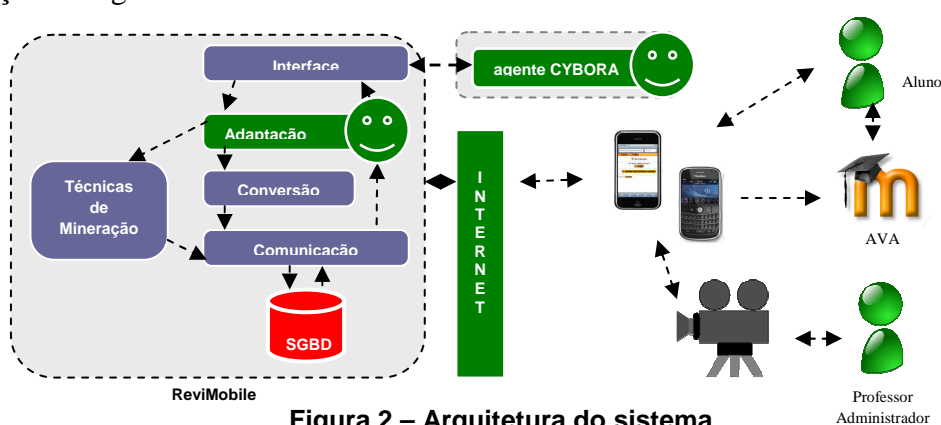 Interface
agente CYBORA
Aluno
Adaptação
Técnicas
de
Mineração
Conversão
INTERNET
Comunicação
AVA
SGBD
ReviMobile
Professor
Administrador
Figura 2 – Arquitetura do sistema